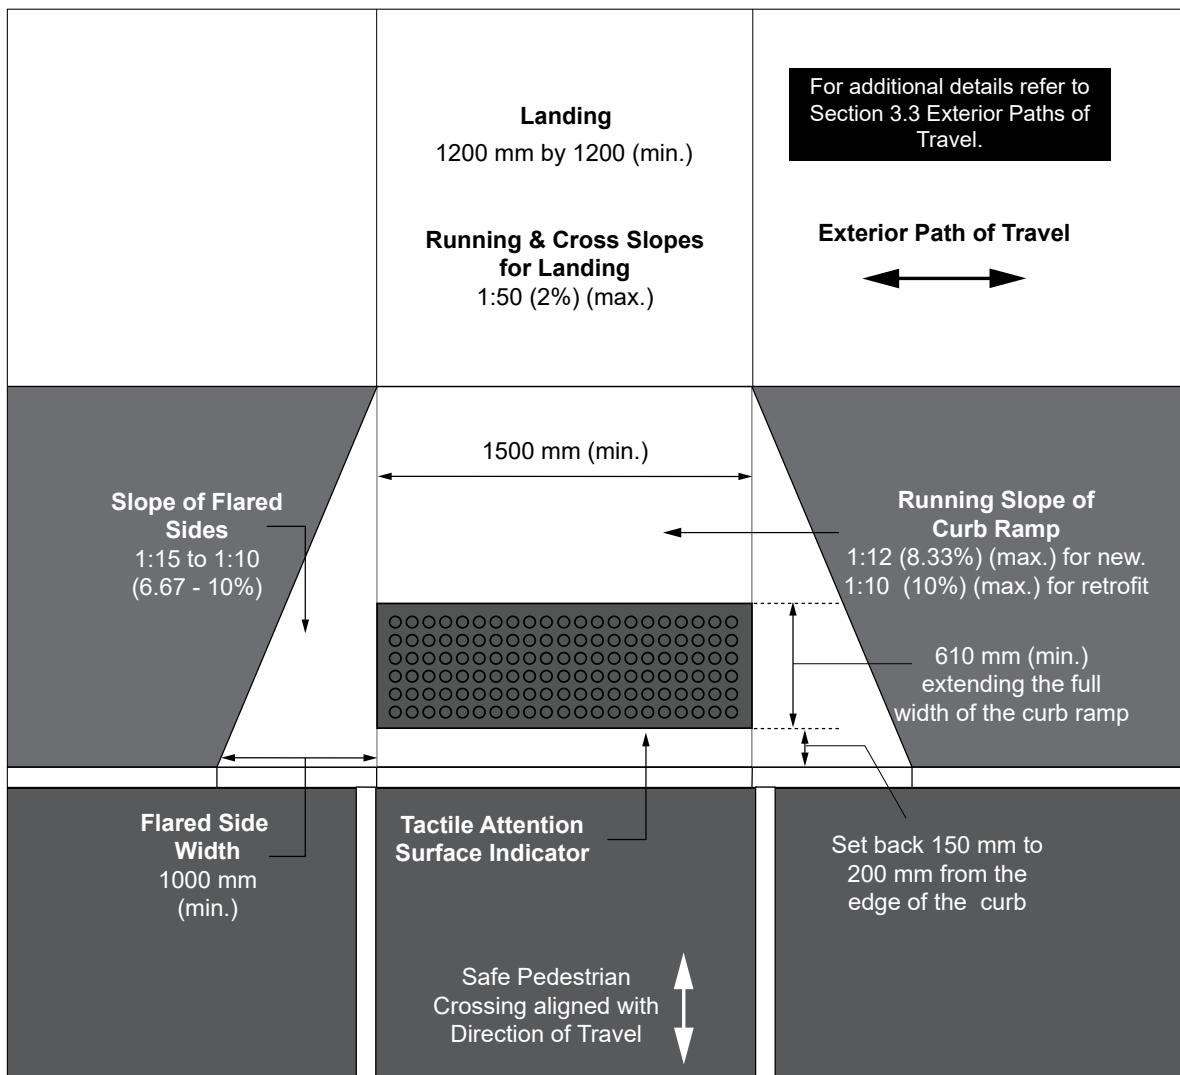 Landing
1200 mm by 1200 (min.)
Running & Cross Slopes
for Landing
1:50 (2%) (max.)
For additional details refer to
Section 3.3 Exterior Paths of
Travel.
Exterior Path of Travel
1500 mm (min.)
Slope of Flared
Sides
1:15 to 1:10
(6.67 - 10%)
Running Slope of
Curb Ramp
1:12 (8.33%) (max.) for new.
1:10 (10%) (max.) for retrofit
610 mm (min.)
extending the full
width of the curb ramp
Flared Side
Width
1000 mm
(min.)
Tactile Attention
Surface Indicator
Set back 150 mm to
200 mm from the
edge of the curb
Safe Pedestrian
Crossing aligned with
Direction of Travel